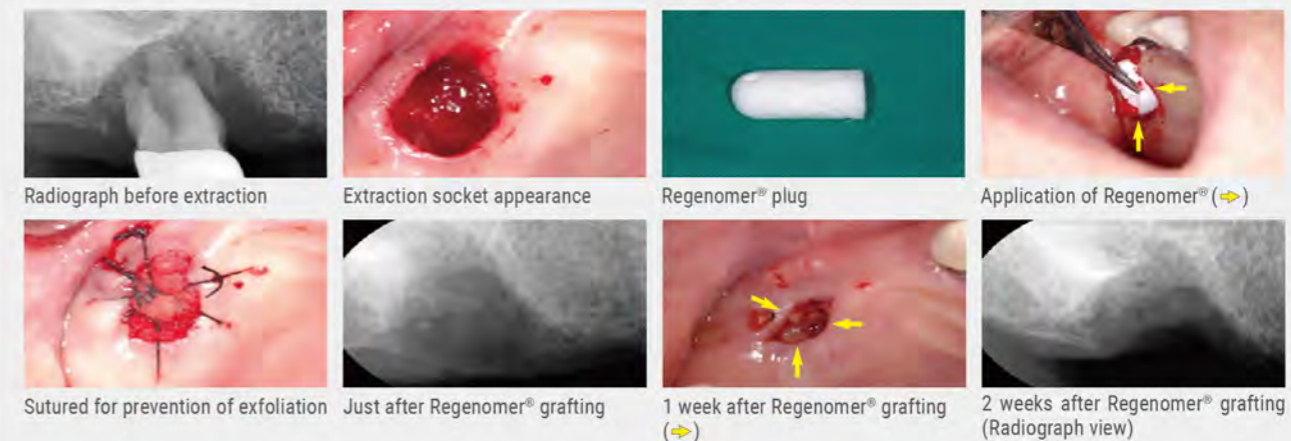 Radiograph before extraction
Extraction socket appearance
Regenomer® plug
Application of Regenomer® (➩)
Sutured for prevention of exfoliation
Just after Regenomer® grafting
1 week after Regenomer® grafting
(➩)
2 weeks after Regenomer® grafting
(Radiograph view)